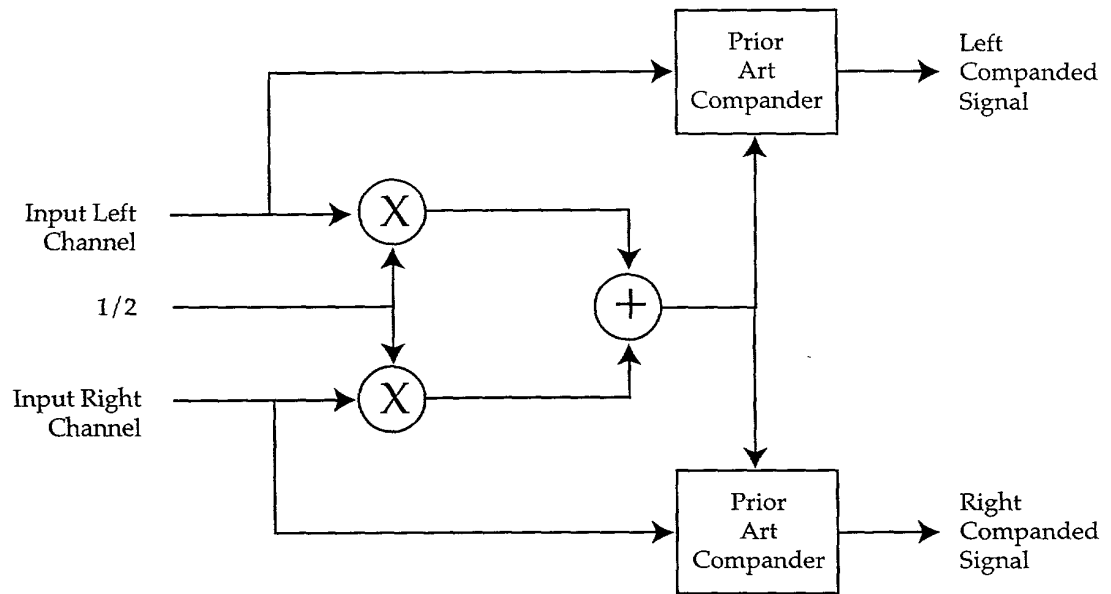 Prior
Art
Compander
Left
Companded
Signal
Input Left
Channel
X
1/2
+
Input Right
Channel
X
Prior
Art
Compander
Right
Companded
Signal